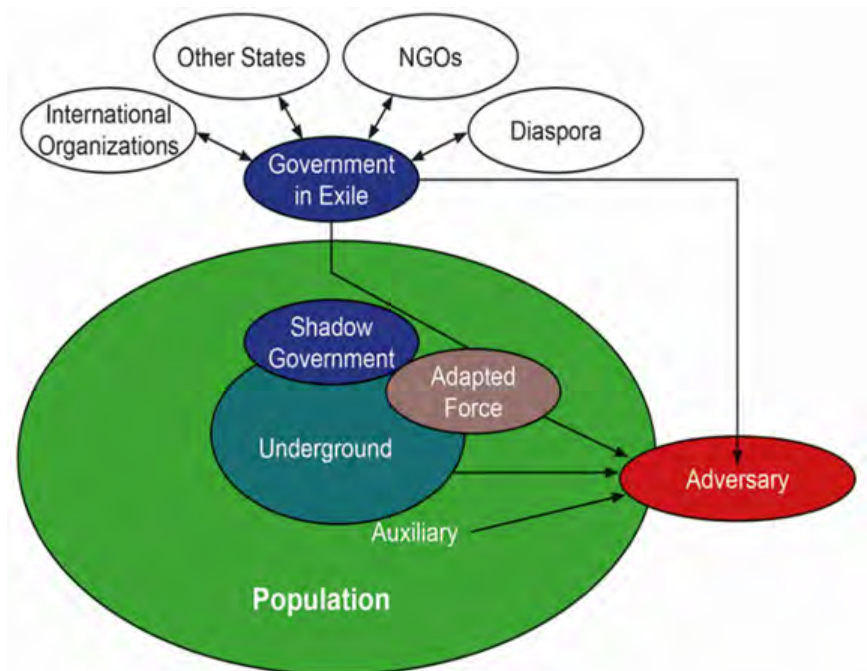 Other States
NGOs
International
Organizations
Diaspora
Government
in Exile
Shadow
Government
Adapted
Force
Underground
Adversary
Auxiliary
Population